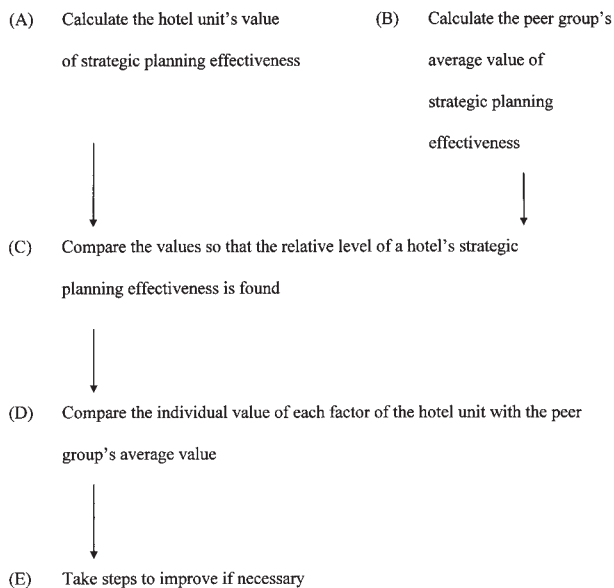 (A) Calculate the hotel unit's value
of strategic planning effectiveness
(B) Calculate the peer group's
average value of
strategic planning
effectiveness
(C) Compare the values so that the relative level of a hotel's strategic
planning effectiveness is found
(D) Compare the individual value of each factor of the hotel unit with the peer
group's average value
(E) Take steps to improve if necessary